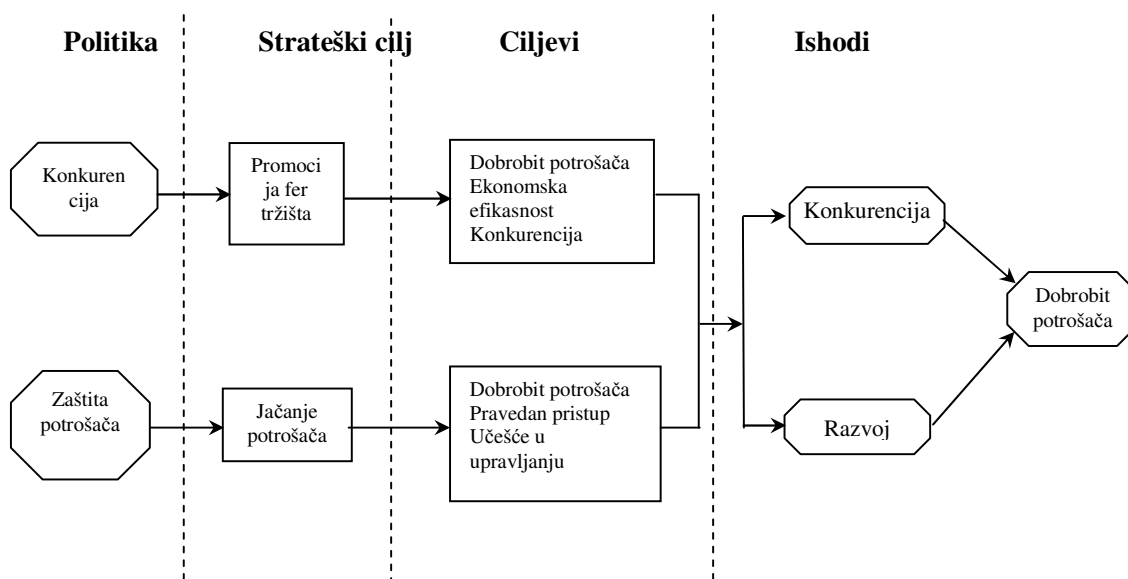 Politika
Strateški cilj
Ciljevi
Ishodi
Konkuren
cija
Promoci
ja fer
tržišta
Dobrobit potrošača
Ekonomska
efikasnost
Konkurencija
Konkurencija
Dobrobit
potrošača
Zaštita
potrošača
Jačanje
potrošača
Dobrobit potrošača
Pravedan pristup
Učešće u
upravljanju
Razvoj